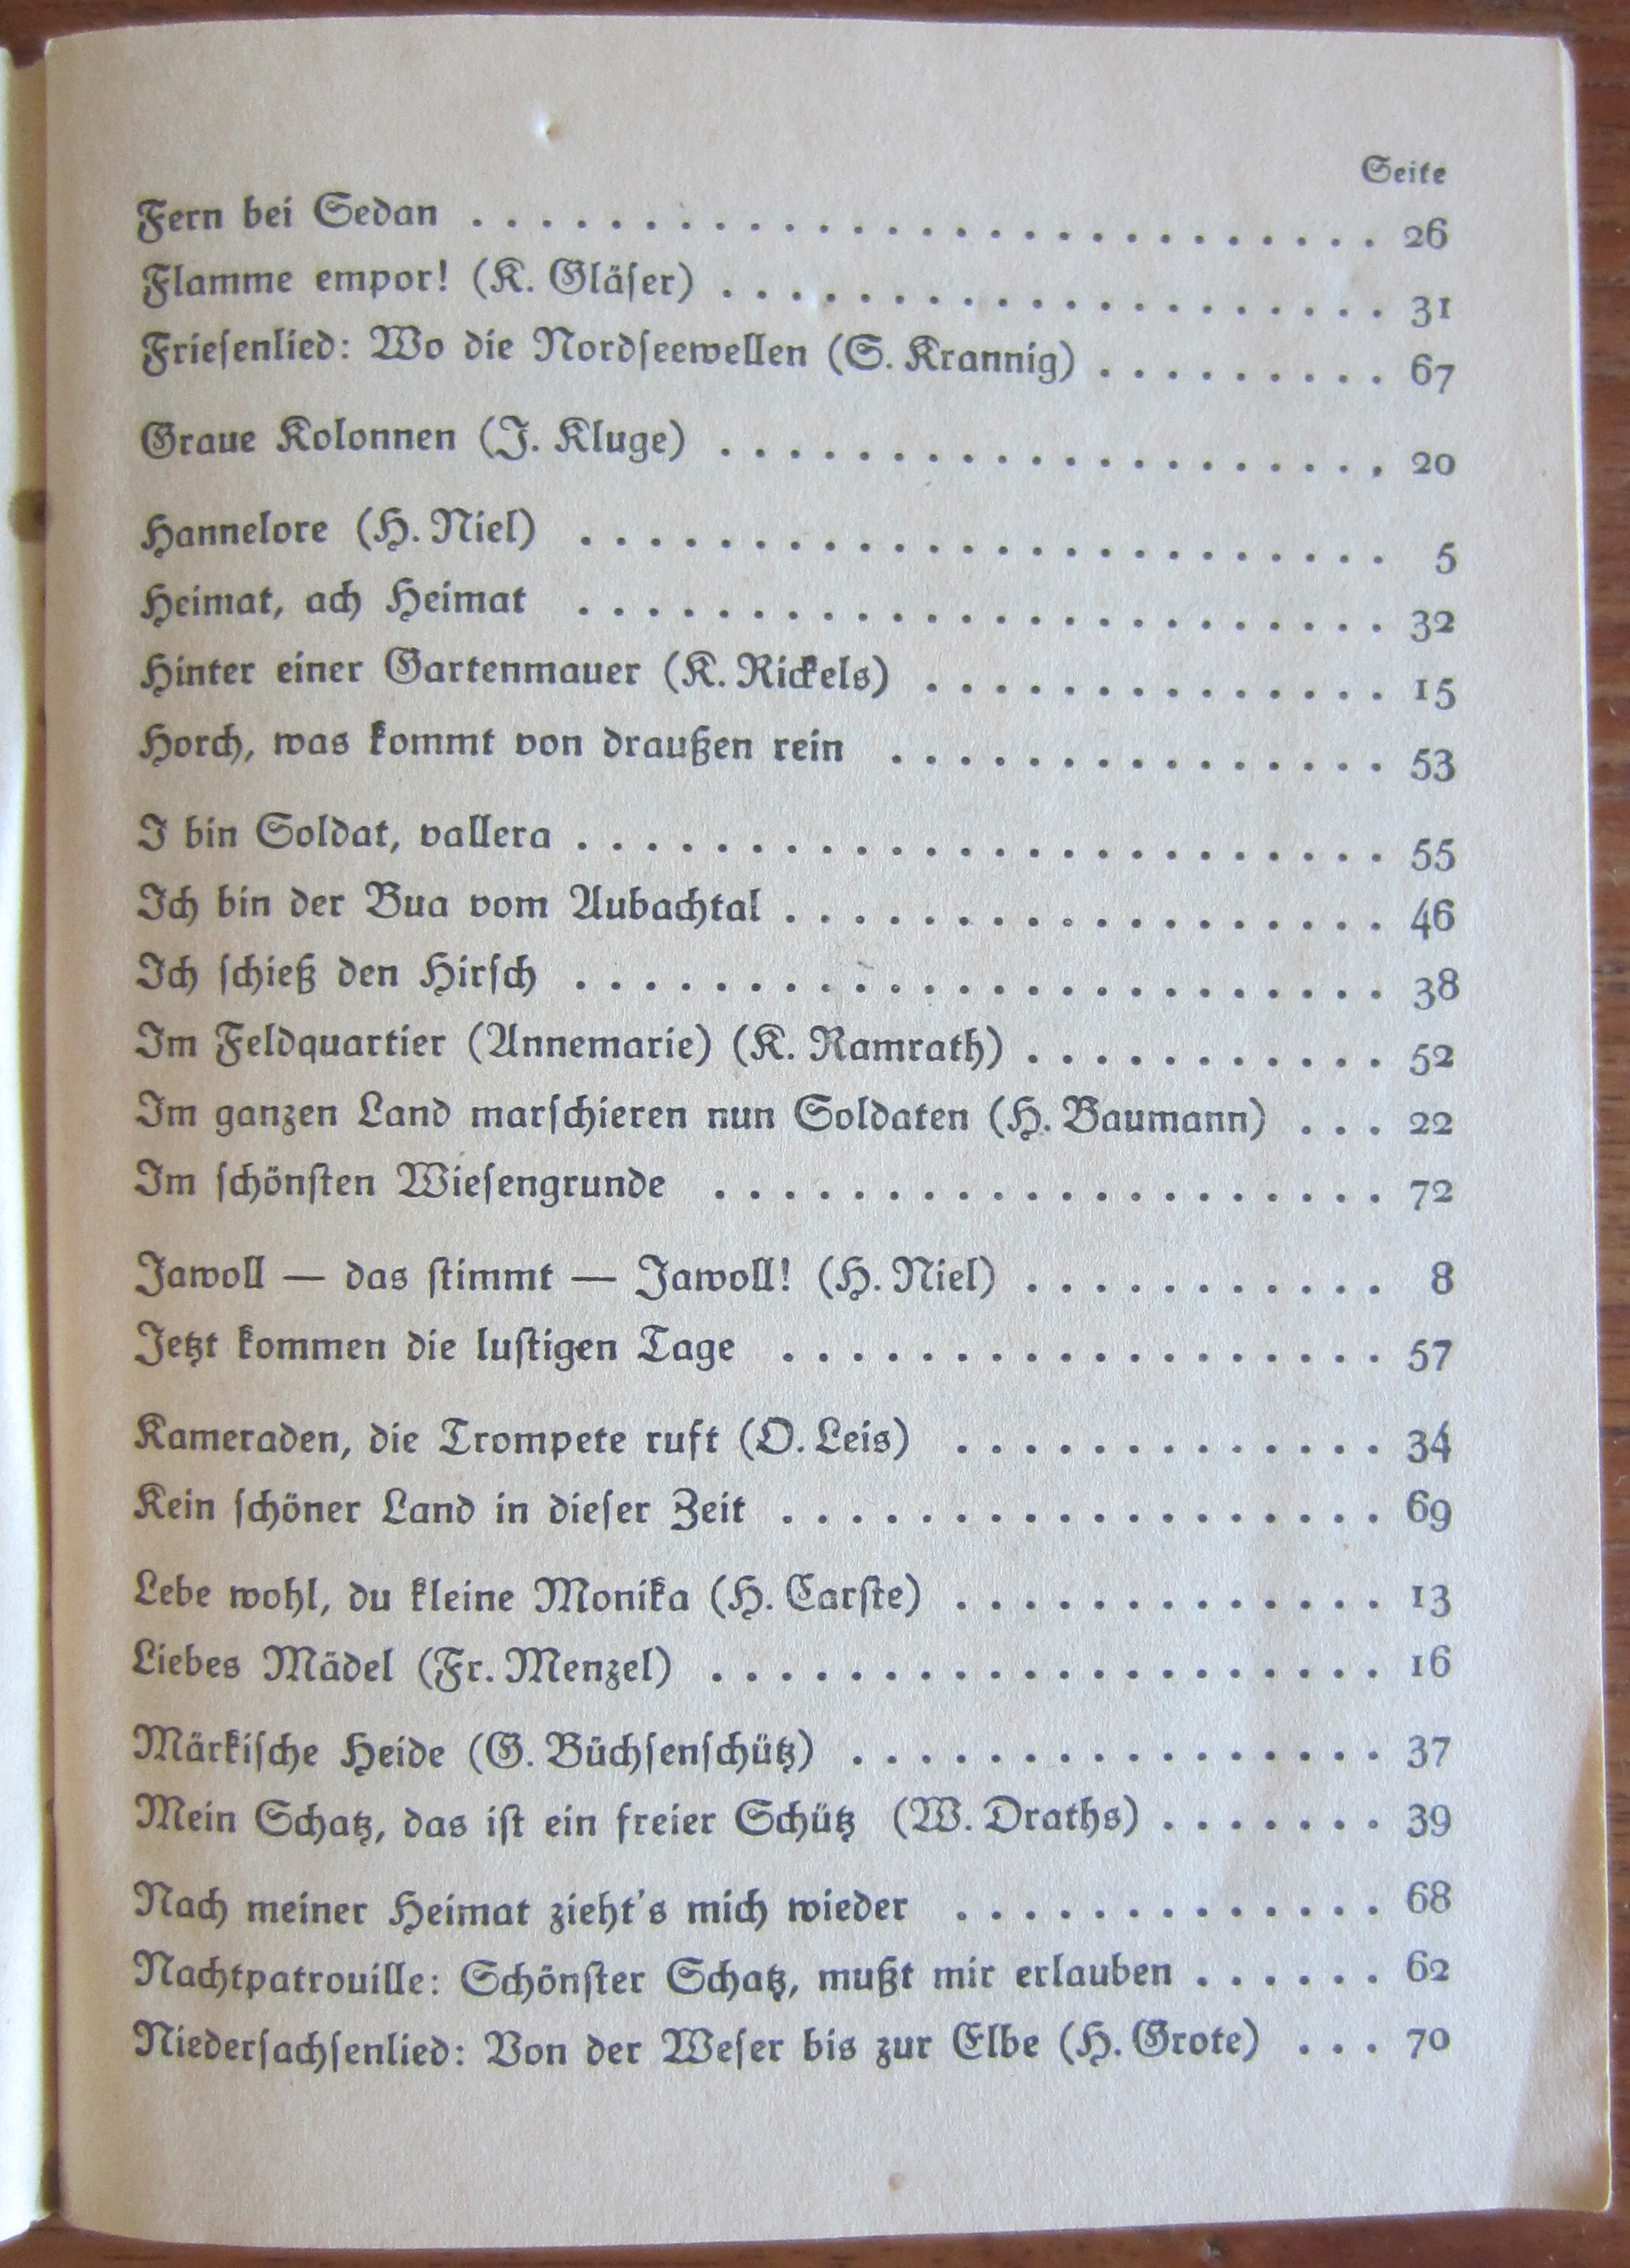 Seite
Fern bei Sedan . . . . . . . . . . . . . . . . . . . . . . . . . . . 26
Flamme empor! (K. Gläser) . . . . . . . . . . . . . . . . . . . . 31
Friesenlied: Wo die Nordseewellen (S. Krannig) . . . . . . . . . 67
Graue Kolonnen (J. Kluge) . . . . . . . . . . . . . . . . . . . . 20
Hannelore (H. Niel) . . . . . . . . . . . . . . . . . . . . . . . . 5
Heimat, ach Heimat . . . . . . . . . . . . . . . . . . . . . . . . 32
Hinter einer Gartenmauer (K. Rickels) . . . . . . . . . . . . . . 15
Horch, was kommt von draußen rein . . . . . . . . . . . . . . . 53
I bin Soldat, vallera . . . . . . . . . . . . . . . . . . . . . . . . 55
Ich bin der Bua vom Aubachtal . . . . . . . . . . . . . . . . . . 46
Ich schieß den Hirsch . . . . . . . . . . . . . . . . . . . . . . . . 38
Im Feldquartier (Annemarie) (K. Ramrath) . . . . . . . . . . . 52
Im ganzen Land marschieren nun Soldaten (H. Baumann) . . . 22
Im schönsten Wiesengrunde . . . . . . . . . . . . . . . . . . . . 72
Jawoll — das stimmt — Jawoll! (H. Niel) . . . . . . . . . . . 8
Jetzt kommen die lustigen Tage . . . . . . . . . . . . . . . . . . 57
Kameraden, die Trompete ruft (O. Leis) . . . . . . . . . . . . . 34
Kein schöner Land in dieser Zeit . . . . . . . . . . . . . . . . . . 69
Lebe wohl, du kleine Monika (H. Carste) . . . . . . . . . . . . . 13
Liebes Mädel (Fr. Menzel) . . . . . . . . . . . . . . . . . . . . 16
Märkische Heide (G. Büchsenschütz) . . . . . . . . . . . . . . . . 37
Mein Schatz, das ist ein freier Schütz (W. Draths) . . . . . . . 39
Nach meiner Heimat zieht's mich wieder . . . . . . . . . . . . . 68
Nachtpatrouille: Schönster Schatz, mußt mir erlauben . . . . . . 62
Niedersachsenlied: Von der Weser bis zur Elbe (H. Grote) . . . 70